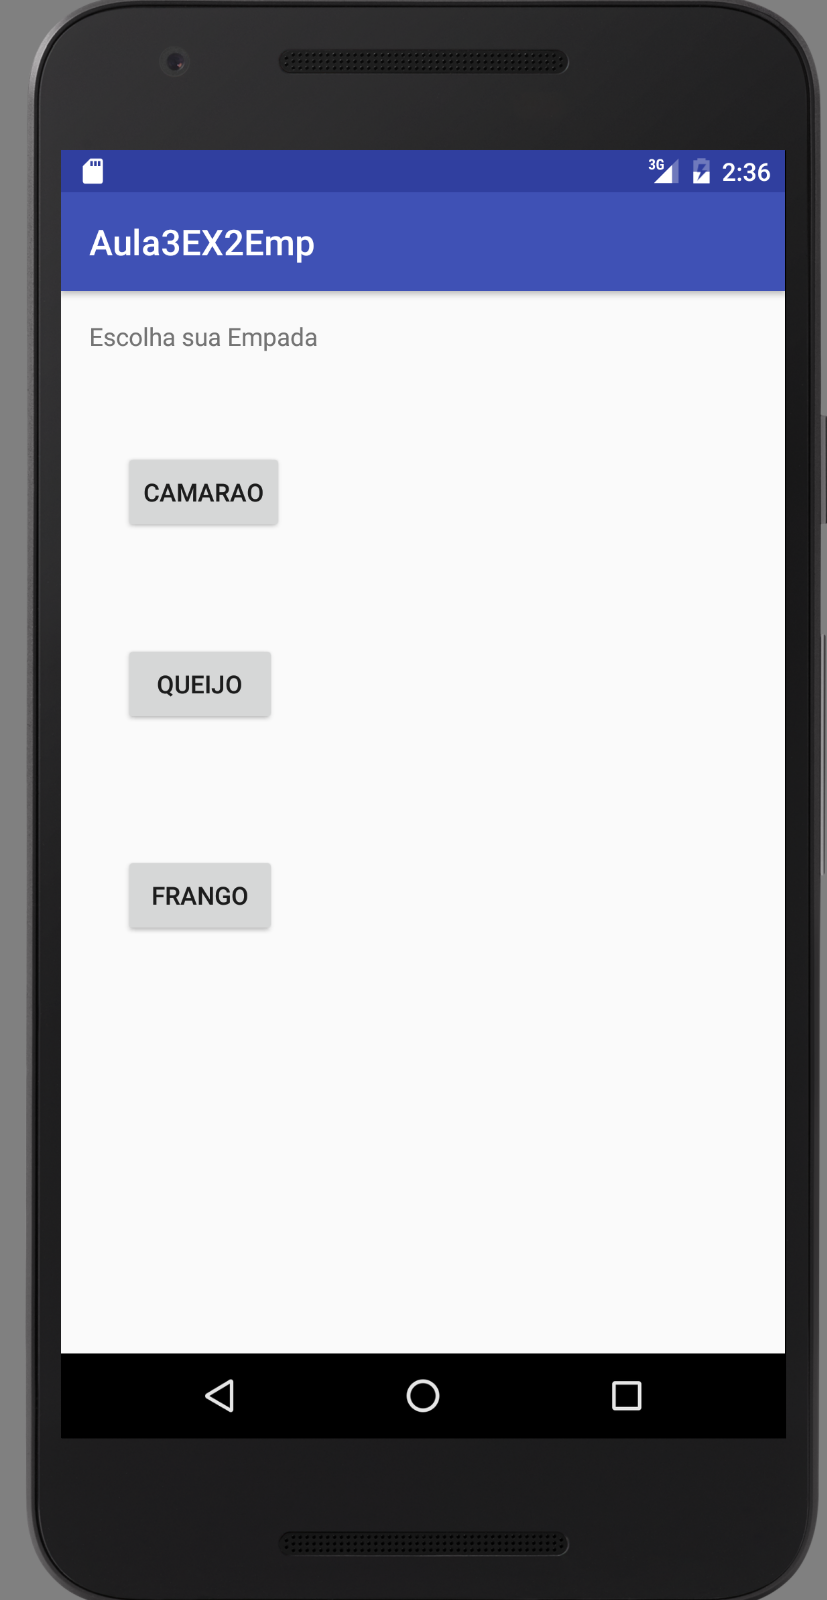 3G 2:36
Aula3EX2Emp
Escolha sua Empada
CAMARAO
QUEIJO
FRANGO